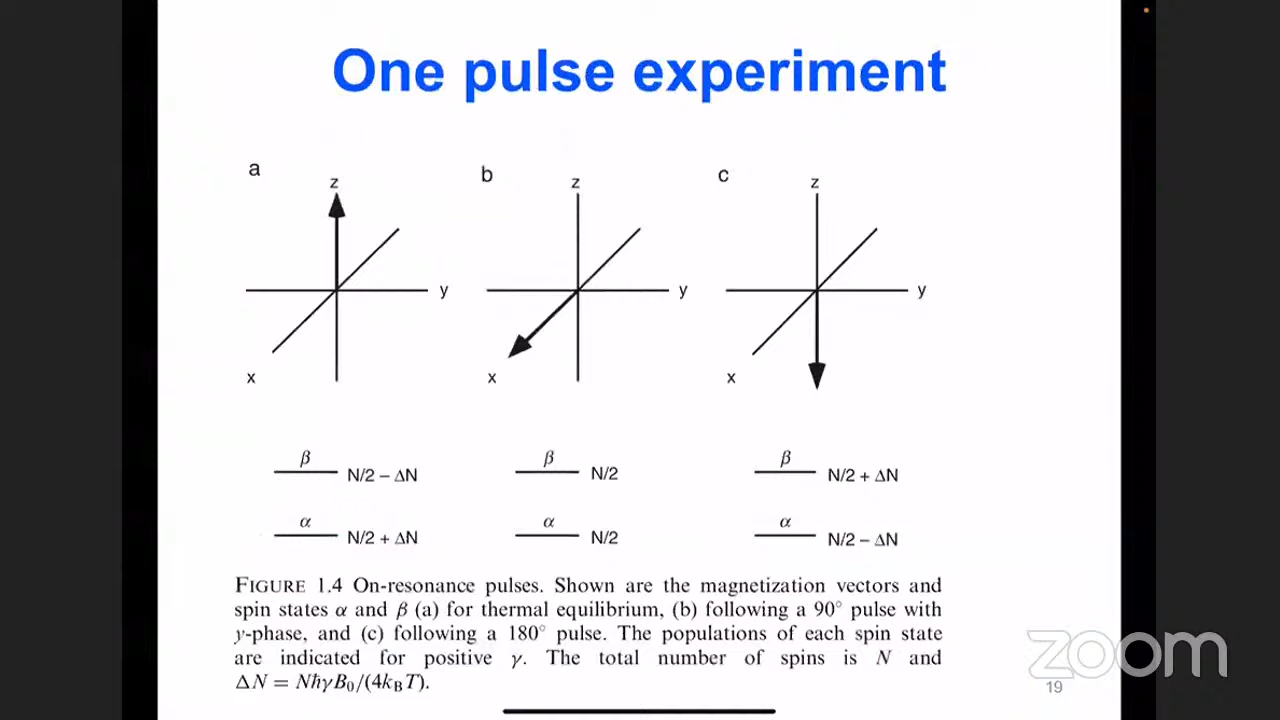 One pulse experiment
a
b
c
z
z
z
y
y
y
x
x
x
β
N/2 − ΔN
β
N/2
β
N/2 + ΔN
α
N/2 + ΔN
α
N/2
α
N/2 − ΔN
FIGURE 1.4 On-resonance pulses. Shown are the magnetization vectors and
spin states α and β (a) for thermal equilibrium, (b) following a 90° pulse with
y-phase, and (c) following a 180° pulse. The populations of each spin state
are indicated for positive γ. The total number of spins is N and
ΔN = NħγB₀/(4k_BT).
zoom
19